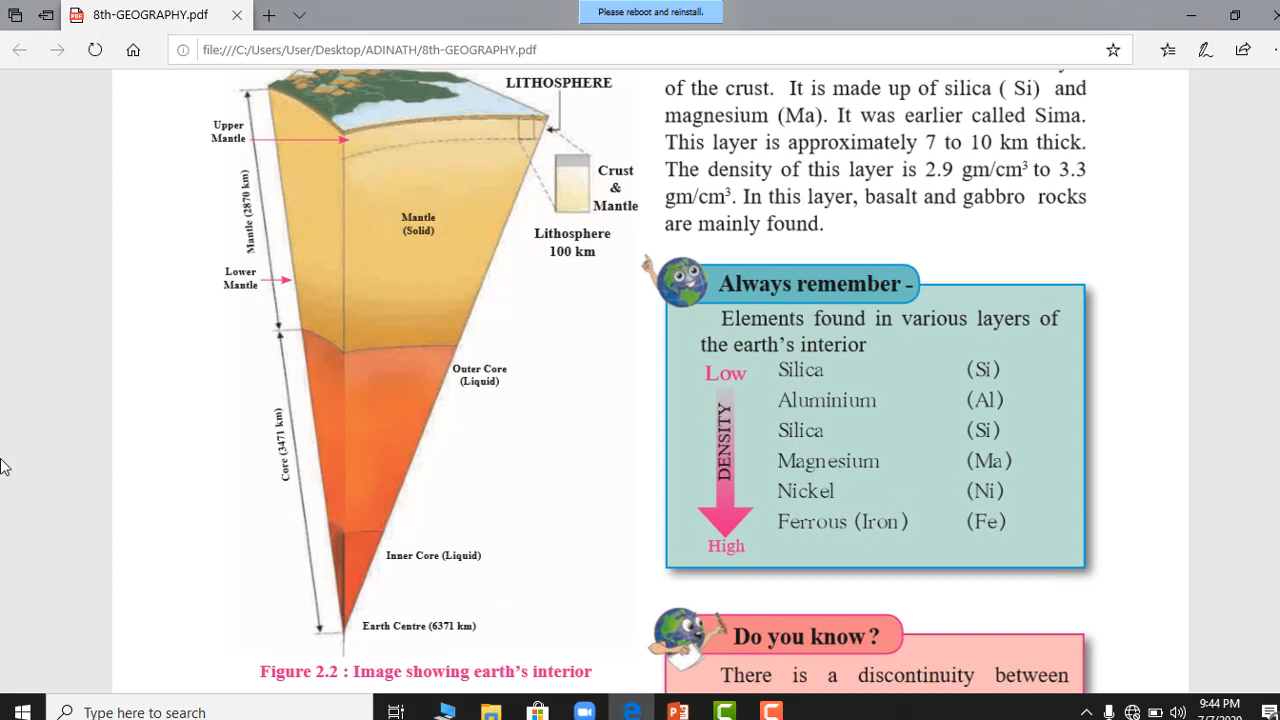 8th-GEOGRAPHY.pdf
Please reboot and reinstall.
file:///C:/Users/User/Desktop/ADINATH/8th-GEOGRAPHY.pdf
LITHOSPHERE
Upper
Mantle
Crust
&
Mantle
Mantle (2870 km)
Mantle
(Solid)
Lithosphere
100 km
Lower
Mantle
Outer Core
(Liquid)
Core (3471 km)
Inner Core (Liquid)
Earth Centre (6371 km)
Figure 2.2 : Image showing earth's interior
of the crust. It is made up of silica ( Si) and
magnesium (Ma). It was earlier called Sima.
This layer is approximately 7 to 10 km thick.
The density of this layer is 2.9 gm/cm³ to 3.3
gm/cm³. In this layer, basalt and gabbro rocks
are mainly found.
Always remember -
Elements found in various layers of
the earth's interior
Low
DENSITY
High
Silica (Si)
Aluminium (Al)
Silica (Si)
Magnesium (Ma)
Nickel (Ni)
Ferrous (Iron) (Fe)
Do you know?
There is a discontinuity between
Type here to search
9:44 PM